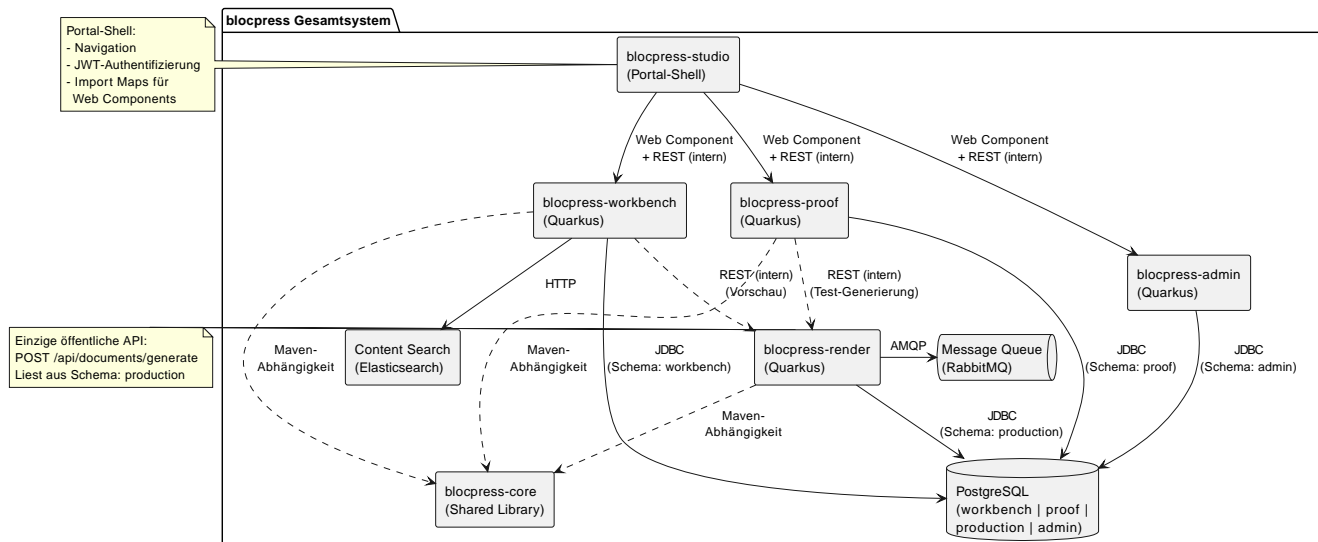 blocpress Gesamtsystem
Portal-Shell:
- Navigation
- JWT-Authentifizierung
- Import Maps für
Web Components
blocpress-studio
(Portal-Shell)
Web Component
+ REST (intern)
Web Component
+ REST (intern)
Web Component
+ REST (intern)
blocpress-workbench
(Quarkus)
blocpress-proof
(Quarkus)
blocpress-admin
(Quarkus)
HTTP
REST (intern)
(Vorschau)
REST (intern)
(Test-Generierung)
Einzige öffentliche API:
POST /api/documents/generate
Liest aus Schema: production
Maven-
Abhängigkeit
Content Search
(Elasticsearch)
Maven-
Abhängigkeit
JDBC
(Schema: workbench)
blocpress-render
(Quarkus)
AMQP
Message Queue
(RabbitMQ)
JDBC
(Schema: proof)
JDBC
(Schema: admin)
Maven-
Abhängigkeit
JDBC
(Schema: production)
blocpress-core
(Shared Library)
PostgreSQL
(workbench | proof |
production | admin)